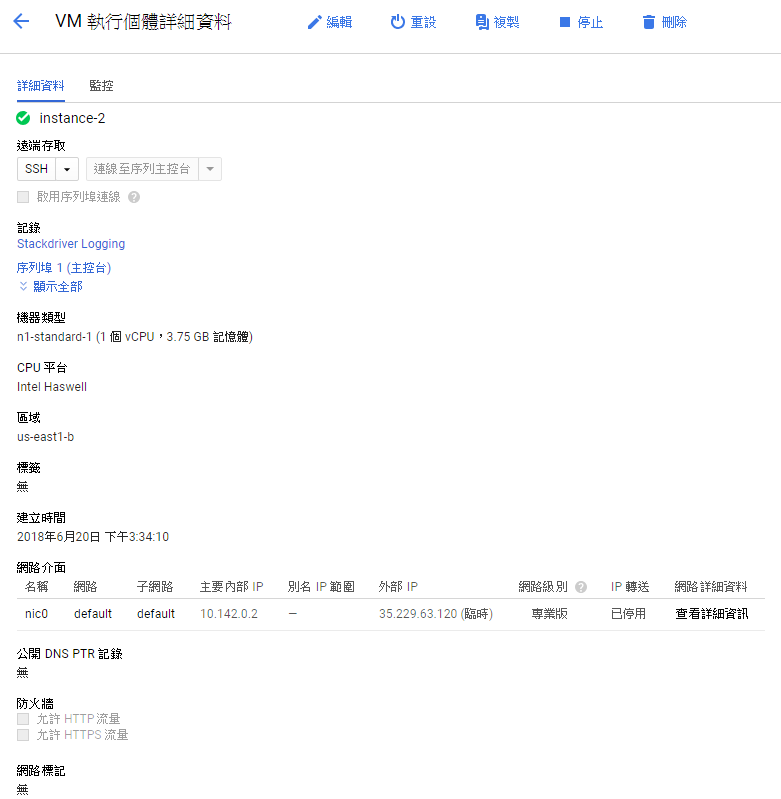 VM 執行個體詳細資料 編輯 重設 複製 停止 刪除
詳細資料 監控
instance-2
遠端存取
SSH 連線至序列主控台
啟用序列埠連線 ?
記錄
Stackdriver Logging
序列埠 1 (主控台)
顯示全部
機器類型
n1-standard-1 (1 個 vCPU，3.75 GB 記憶體)
CPU 平台
Intel Haswell
區域
us-east1-b
標籤
無
建立時間
2018年6月20日 下午3:34:10
網路介面
名稱 網路 子網路 主要內部 IP 別名 IP 範圍 外部 IP 網路級別 ? IP 轉送 網路詳細資料
nic0 default default 10.142.0.2 — 35.229.63.120 (臨時) 專業版 已停用 查看詳細資訊
公開 DNS PTR 記錄
無
防火牆
允許 HTTP 流量
允許 HTTPS 流量
網路標記
無